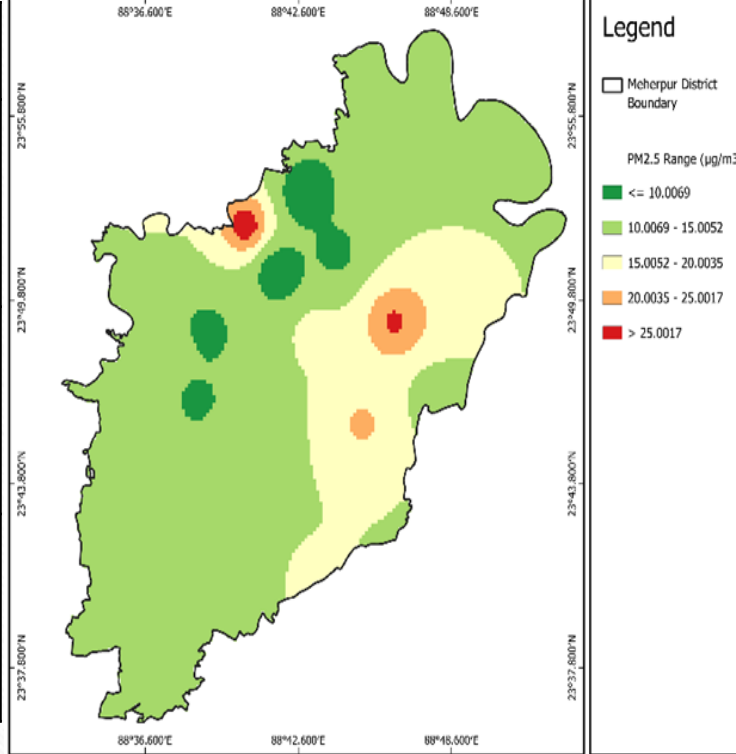 88°36.600'E 88°42.600'E 88°48.600'E
Legend
Meherpur District
Boundary
PM2.5 Range (µg/m3
<= 10.0069
10.0069 - 15.0052
15.0052 - 20.0035
20.0035 - 25.0017
> 25.0017
23°55.800'N 23°55.800'N
23°49.800'N 23°49.800'N
23°43.800'N 23°43.800'N
23°37.800'N 23°37.800'N
88°36.600'E 88°42.600'E 88°48.600'E